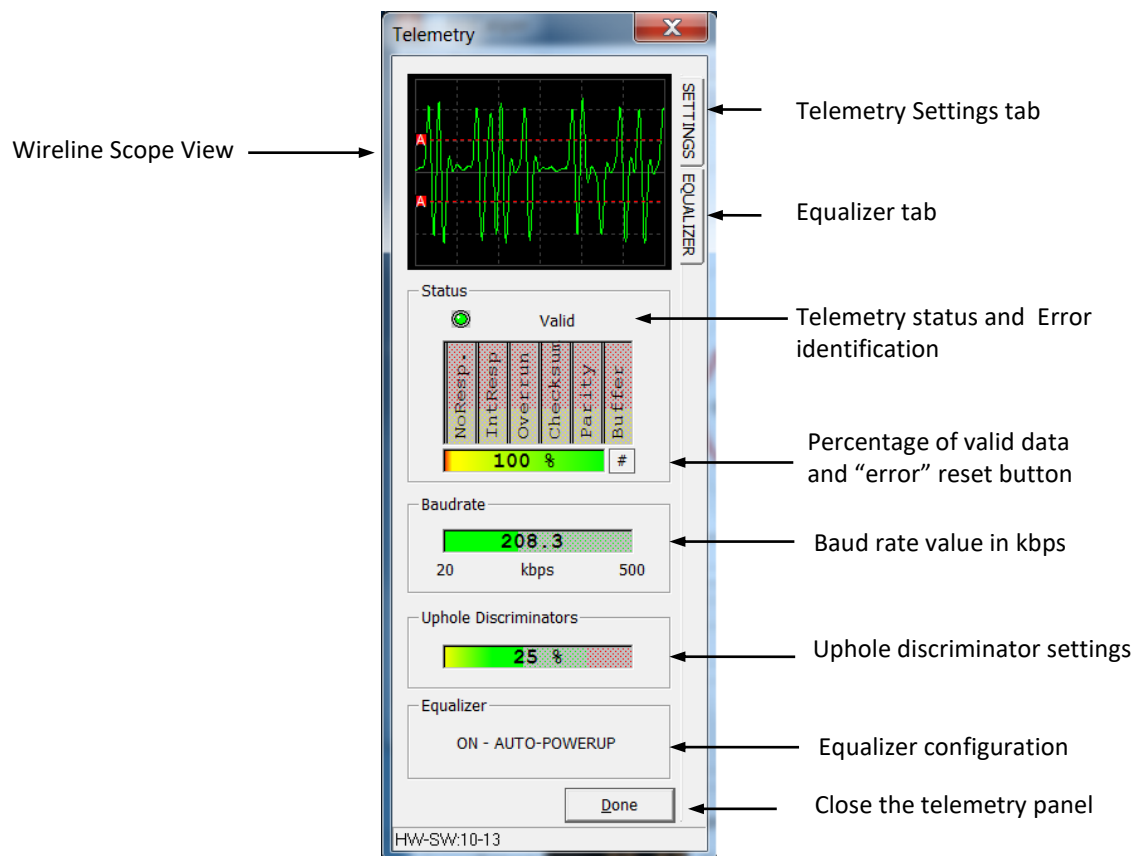 Telemetry
X
SETTINGS
EQUALIZER
A
A
Wireline Scope View
Telemetry Settings tab
Equalizer tab
Status
Valid
Telemetry status and Error
identification
NoResp.
IntResp
Overrun
Checksum
Parity
Buffer
100 %
#
Percentage of valid data
and “error” reset button
Baudrate
208.3
20 kbps 500
Baud rate value in kbps
Uphole Discriminators
25 %
Uphole discriminator settings
Equalizer
ON - AUTO-POWERUP
Equalizer configuration
Done
Close the telemetry panel
HW-SW:10-13